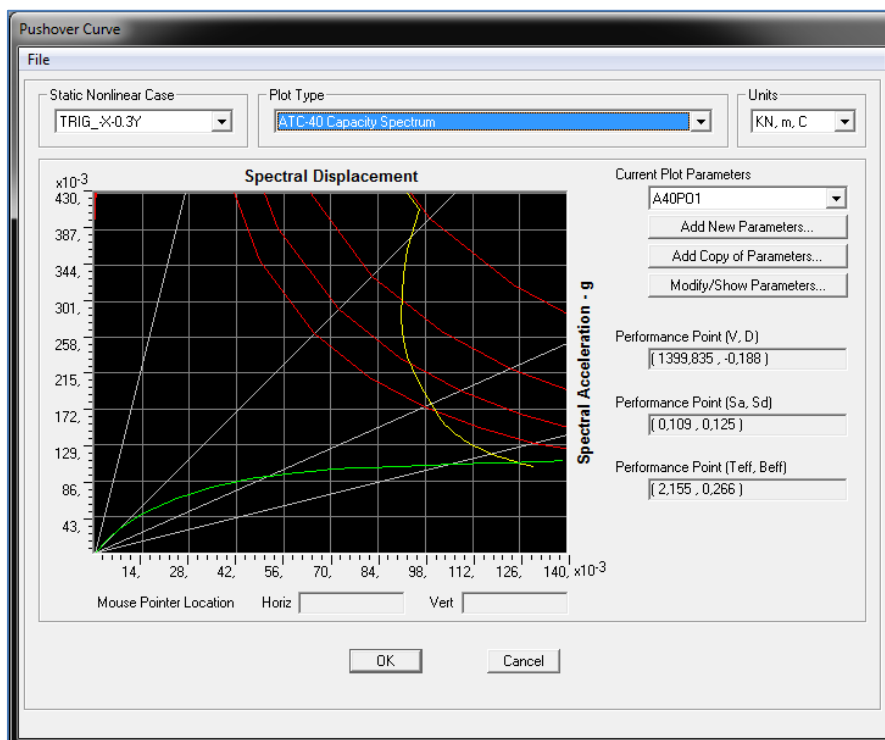 Pushover Curve
File
Static Nonlinear Case
TRIG_-X-0.3Y
Plot Type
ATC-40 Capacity Spectrum
Units
KN, m, C
Spectral Displacement
x10-3
430,
387,
344,
301,
258,
215,
172,
129,
86,
43,
14, 28, 42, 56, 70, 84, 98, 112, 126, 140, x10-3
Spectral Acceleration - g
Mouse Pointer Location Horiz Vert
Current Plot Parameters
A40PO1
Add New Parameters...
Add Copy of Parameters...
Modify/Show Parameters...
Performance Point (V, D)
( 1399,835 , -0,188 )
Performance Point (Sa, Sd)
( 0,109 , 0,125 )
Performance Point (Teff, Beff)
( 2,155 , 0,266 )
OK Cancel